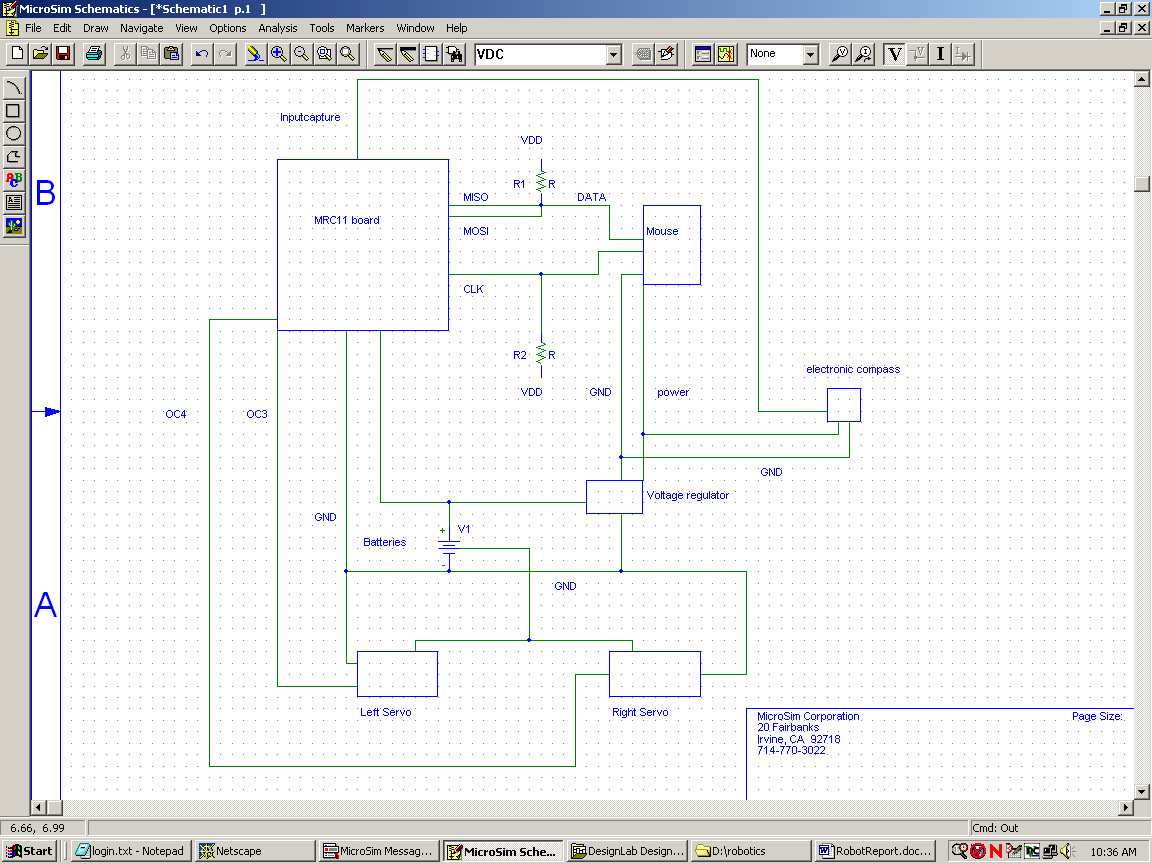 MicroSim Schematics - [*Schematic1 p.1 ]
File Edit Draw Navigate View Options Analysis Tools Markers Window Help
VDC
None
V
I
ABC
Inputcapture
VDD
B
R1
R
MISO
DATA
MRC11 board
MOSI
Mouse
CLK
R2
R
electronic compass
VDD
GND
power
OC4
OC3
GND
Voltage regulator
GND
+
V1
Batteries
-
GND
A
Left Servo
Right Servo
MicroSim Corporation
Page Size:
20 Fairbanks
Irvine, CA 92718
714-770-3022
6.66, 6.99
Cmd: Out
Start
login.txt - Notepad
Netscape
MicroSim Messag...
MicroSim Sche...
DesignLab Design...
D:\robotics
RobotReport.doc...
10:36 AM